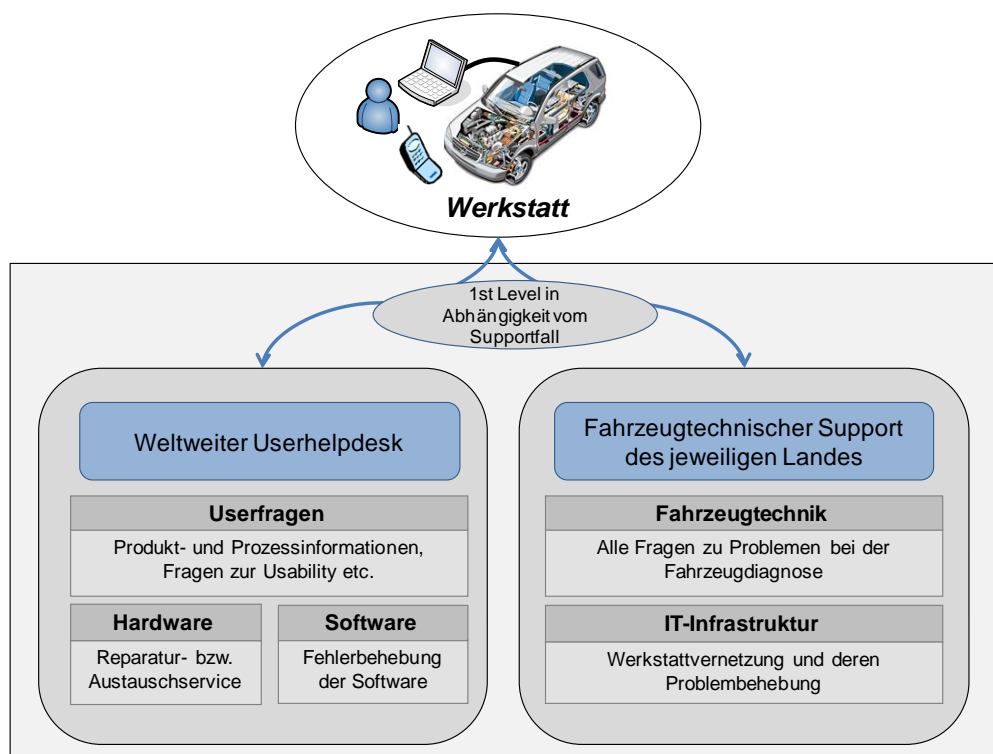 Werkstatt
1st Level in
Abhängigkeit vom
Supportfall
Weltweiter Userhelpdesk
Userfragen
Produkt- und Prozessinformationen,
Fragen zur Usability etc.
Hardware
Reparatur- bzw.
Austauschservice
Software
Fehlerbehebung
der Software
Fahrzeugtechnischer Support
des jeweiligen Landes
Fahrzeugtechnik
Alle Fragen zu Problemen bei der
Fahrzeugdiagnose
IT-Infrastruktur
Werkstattvernetzung und deren
Problembehebung